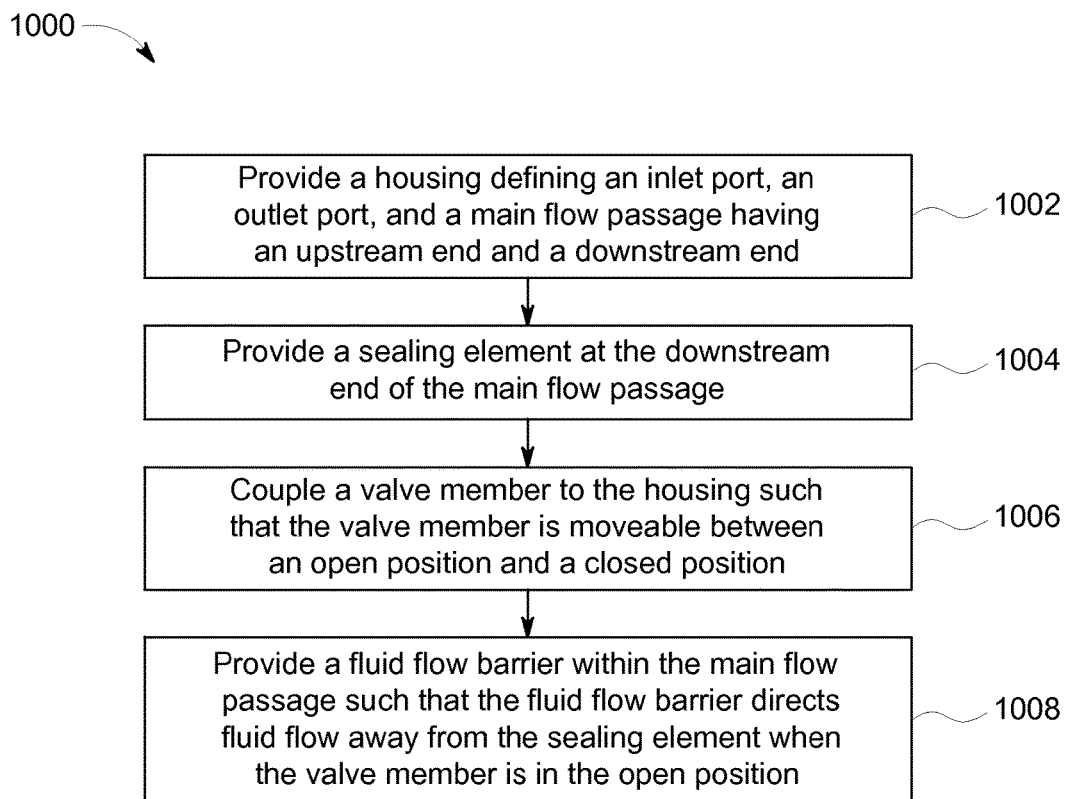 1000
Provide a housing defining an inlet port, an
outlet port, and a main flow passage having
an upstream end and a downstream end
1002
Provide a sealing element at the downstream
end of the main flow passage
1004
Couple a valve member to the housing such
that the valve member is moveable between
an open position and a closed position
1006
Provide a fluid flow barrier within the main flow
passage such that the fluid flow barrier directs
fluid flow away from the sealing element when
the valve member is in the open position
1008